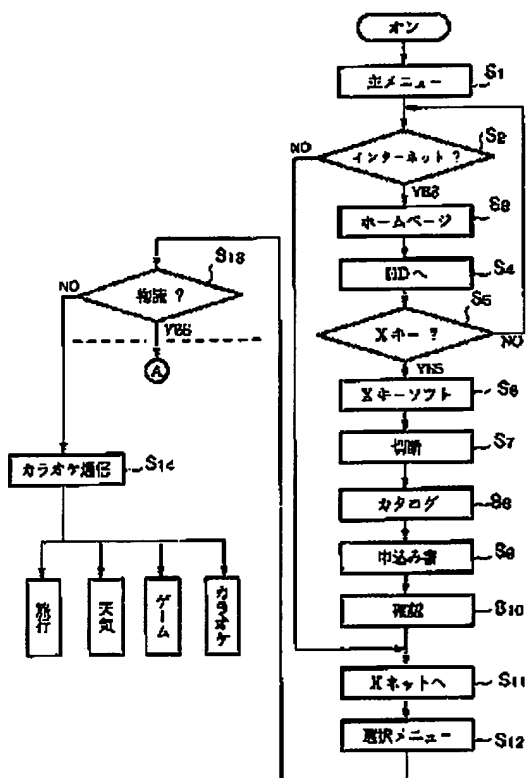 オン
主メニュー
S1
インターネット？
S2
NO
YES
ホームページ
S3
HDへ
S4
Xキー？
S5
NO
YES
Xキーソフト
S6
切断
S7
カタログ
S8
申込み書
S9
確認
S10
Xネットへ
S11
選択メニュー
S12
物流？
S13
NO
YES
A
カラオケ通信
S14
旅行
天気
ゲーム
カラオケ